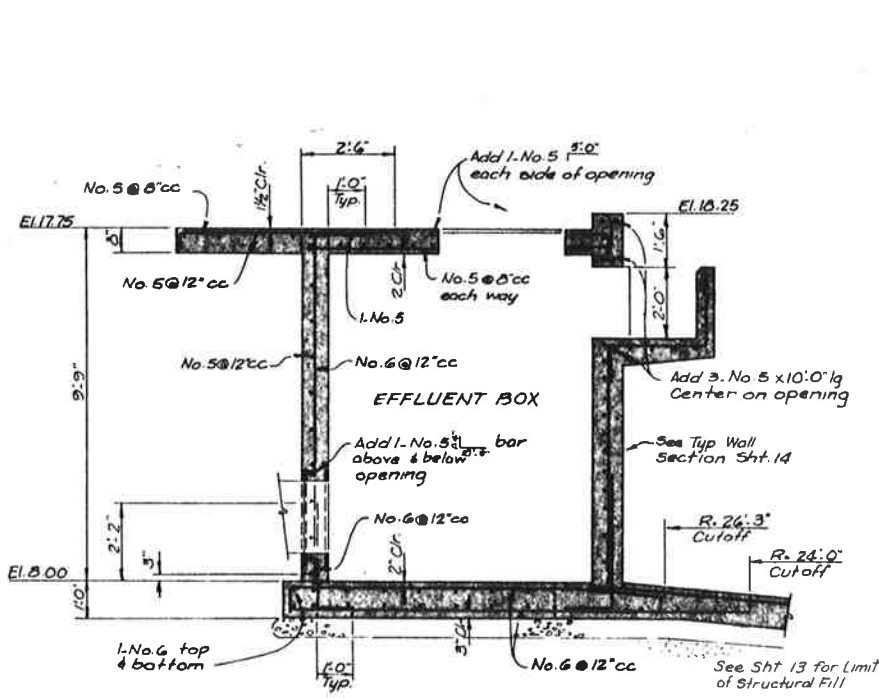 2'-6"
Add 1-No.5 5'-0"
each side of opening
1'-0"
Typ.
1½" Clr.
No. 5 @ 8"cc
El. 17.75
El. 18.25
8"
1'-6"
No. 5 @ 12" cc
2" Clr.
No. 5 @ 8"cc
each way
2'-0"
1-No.5
No. 5 @ 12"cc
No. 6 @ 12"cc
9'-9"
EFFLUENT BOX
Add 3-No.5 x 10'-0" lg
Center on opening
Add 1-No.5 bar
above & below
opening
See Typ Wall
Section Sht. 14
2'-2"
No. 6 @ 12"cc
R. 26'-3"
Cutoff
3"
2" Clr.
R. 24'-0"
Cutoff
El. 8.00
1'-0"
1-No.6 top
& bottom
1'-0"
Typ.
3" Cl.
No. 6 @ 12"cc
See Sht 13 for Limit
of Structural Fill